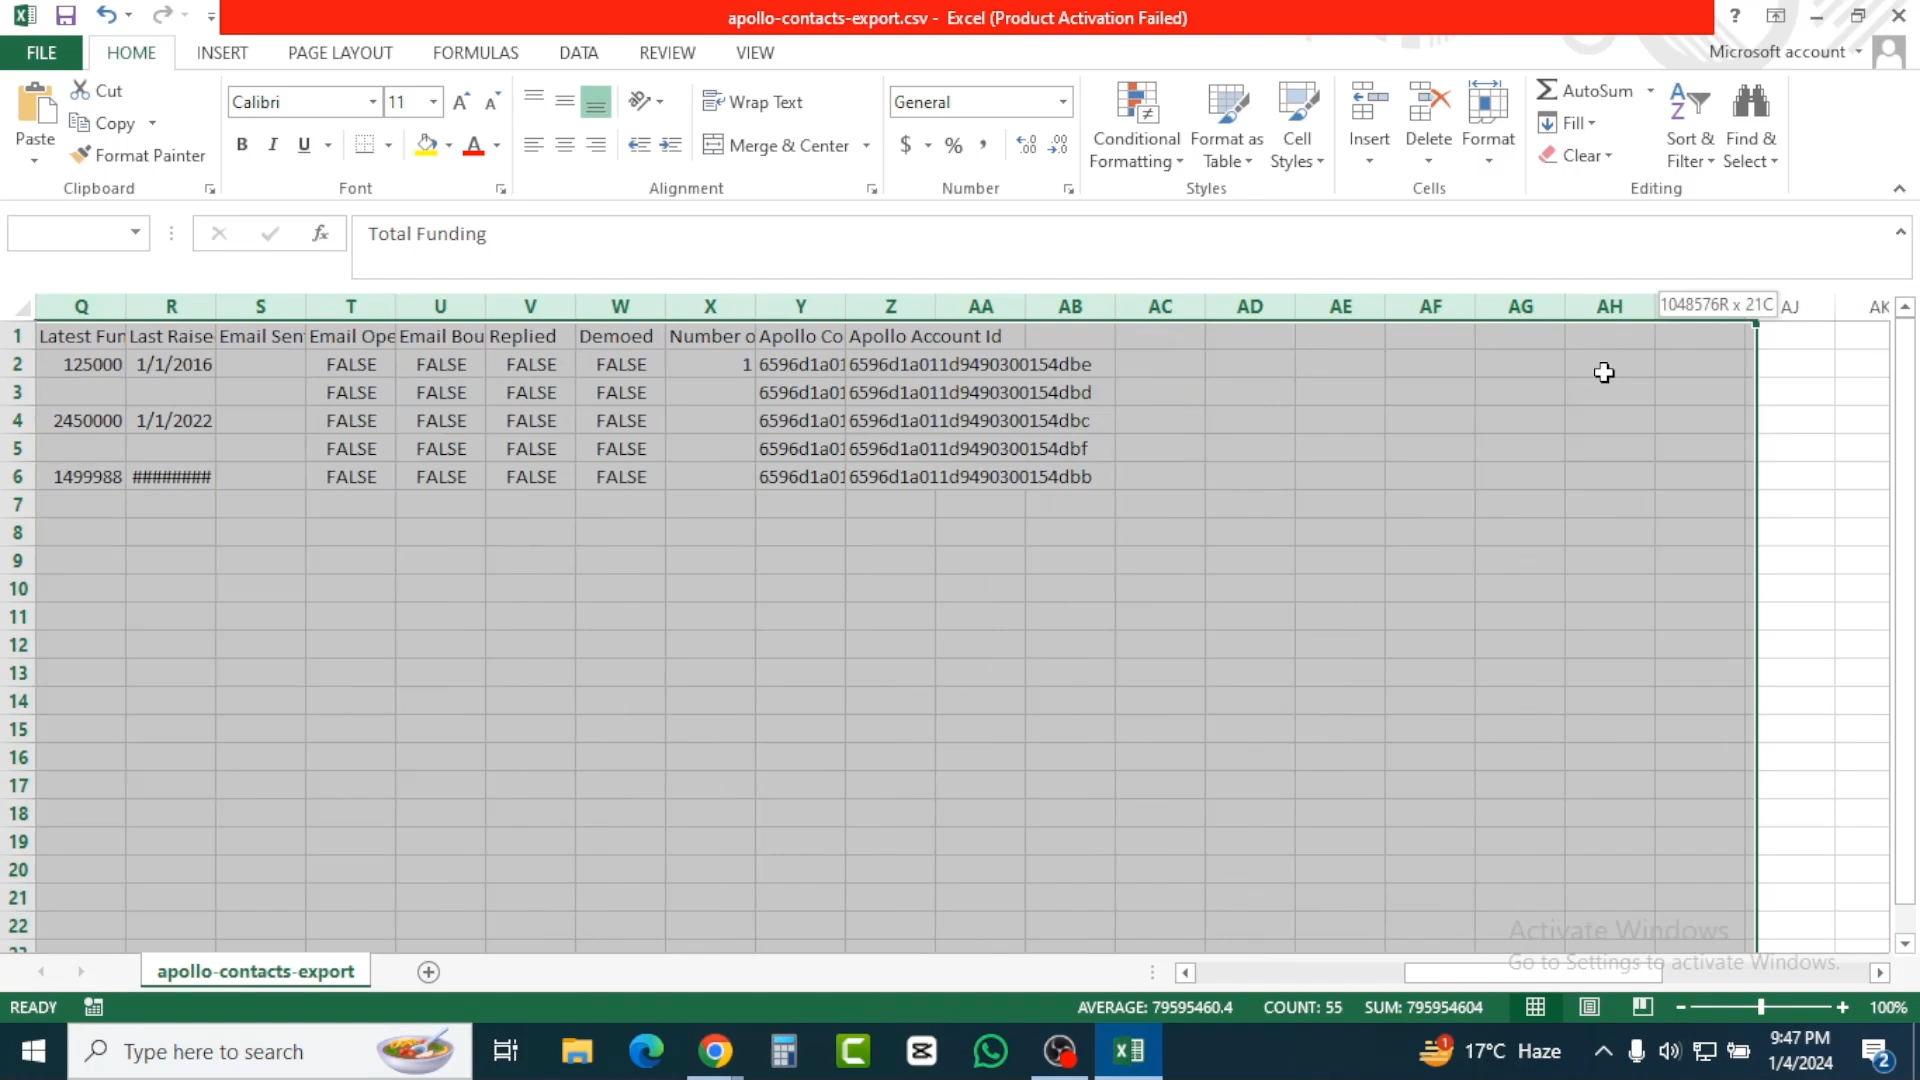 apollo-contacts-export.csv - Excel (Product Activation Failed)
?
FILE HOME INSERT PAGE LAYOUT FORMULAS DATA REVIEW VIEW Microsoft account
Paste Cut
Copy
Format Painter
Clipboard
Calibri 11
B I U
Font
Wrap Text
Merge & Center
Alignment
General
$ % ,
Number
Conditional Formatting
Format as Table
Cell Styles
Styles
Insert Delete Format
Cells
AutoSum
Fill
Clear
Sort & Filter
Find & Select
Editing
fx Total Funding
Q R S T U V W X Y Z AA AB AC AD AE AF AG AH 1048576R x 21C AJ AK
1 Latest Fun Last Raise Email Sen Email Ope Email Bou Replied Demoed Number o Apollo Co Apollo Account Id
2 125000 1/1/2016 FALSE FALSE FALSE FALSE 1 6596d1a01 6596d1a011d9490300154dbe
3 FALSE FALSE FALSE FALSE 6596d1a01 6596d1a011d9490300154dbd
4 2450000 1/1/2022 FALSE FALSE FALSE FALSE 6596d1a01 6596d1a011d9490300154dbc
5 FALSE FALSE FALSE FALSE 6596d1a01 6596d1a011d9490300154dbf
6 1499988 ######## FALSE FALSE FALSE FALSE 6596d1a01 6596d1a011d9490300154dbb
7
8
9
10
11
12
13
14
15
16
17
18
19
20
21
22
Activate Windows
Go to Settings to activate Windows.
apollo-contacts-export
READY AVERAGE: 79595460.4 COUNT: 55 SUM: 795954604 100%
Type here to search
1
17°C Haze
9:47 PM
1/4/2024
2